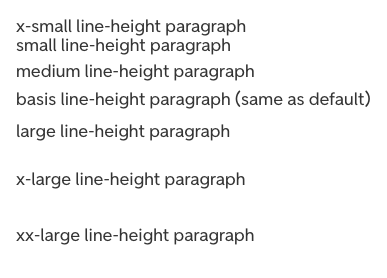 x-small line-height paragraph
small line-height paragraph
medium line-height paragraph
basis line-height paragraph (same as default)
large line-height paragraph
x-large line-height paragraph
xx-large line-height paragraph